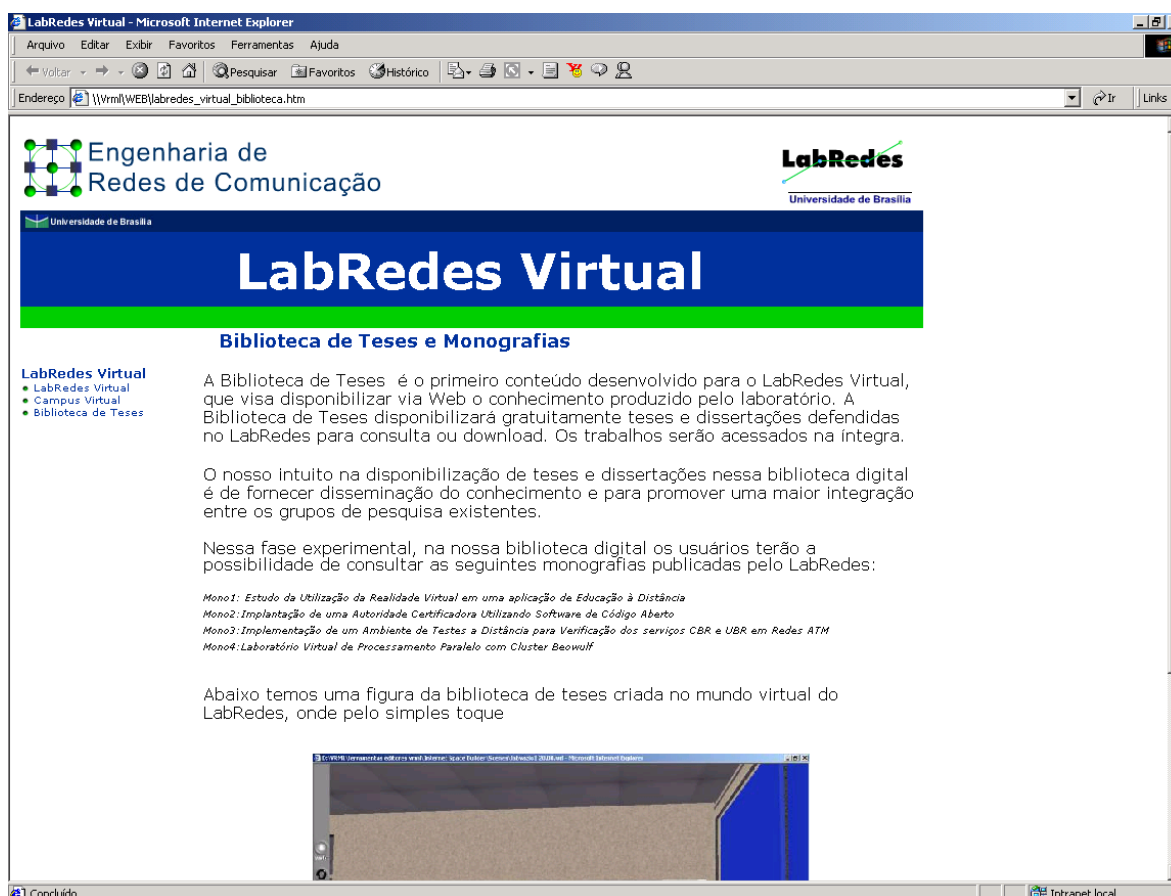 LabRedes Virtual - Microsoft Internet Explorer
Arquivo Editar Exibir Favoritos Ferramentas Ajuda
Voltar Pesquisar Favoritos Histórico
Endereço \\Vrml\WEB\labredes_virtual_biblioteca.htm Ir Links
Engenharia de
Redes de Comunicação
LabRedes
Universidade de Brasília
Universidade de Brasília
LabRedes Virtual
Biblioteca de Teses e Monografias
LabRedes Virtual
LabRedes Virtual
Campus Virtual
Biblioteca de Teses
A Biblioteca de Teses é o primeiro conteúdo desenvolvido para o LabRedes Virtual,
que visa disponibilizar via Web o conhecimento produzido pelo laboratório. A
Biblioteca de Teses disponibilizará gratuitamente teses e dissertações defendidas
no LabRedes para consulta ou download. Os trabalhos serão acessados na íntegra.
O nosso intuito na disponibilização de teses e dissertações nessa biblioteca digital
é de fornecer disseminação do conhecimento e para promover uma maior integração
entre os grupos de pesquisa existentes.
Nessa fase experimental, na nossa biblioteca digital os usuários terão a
possibilidade de consultar as seguintes monografias publicadas pelo LabRedes:
Mono1: Estudo da Utilização da Realidade Virtual em uma aplicação de Educação à Distância
Mono2:Implantação de uma Autoridade Certificadora Utilizando Software de Código Aberto
Mono3:Implementação de um Ambiente de Testes a Distância para Verificação dos serviços CBR e UBR em Redes ATM
Mono4:Laboratório Virtual de Processamento Paralelo com Cluster Beowulf
Abaixo temos uma figura da biblioteca de teses criada no mundo virtual do
LabRedes, onde pelo simples toque
Microsoft Internet Explorer
Concluído Intranet local